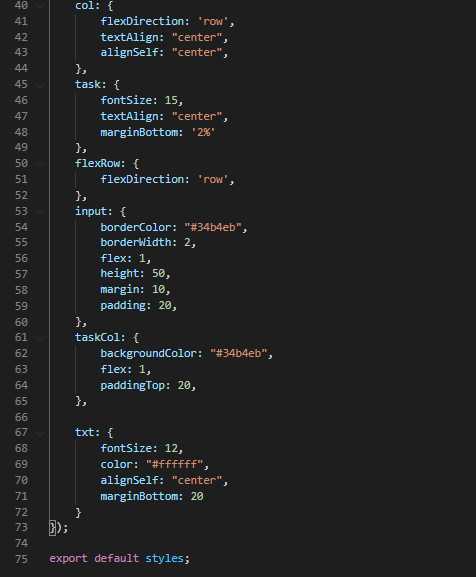 40 col: {
41 flexDirection: 'row',
42 textAlign: "center",
43 alignSelf: "center",
44 },
45 task: {
46 fontSize: 15,
47 textAlign: "center",
48 marginBottom: '2%'
49 },
50 flexRow: {
51 flexDirection: 'row',
52 },
53 input: {
54 borderColor: "#34b4eb",
55 borderWidth: 2,
56 flex: 1,
57 height: 50,
58 margin: 10,
59 padding: 20,
60 },
61 taskCol: {
62 backgroundColor: "#34b4eb",
63 flex: 1,
64 paddingTop: 20,
65 },
66
67 txt: {
68 fontSize: 12,
69 color: "#ffffff",
70 alignSelf: "center",
71 marginBottom: 20
72 }
73 });
74
75 export default styles;